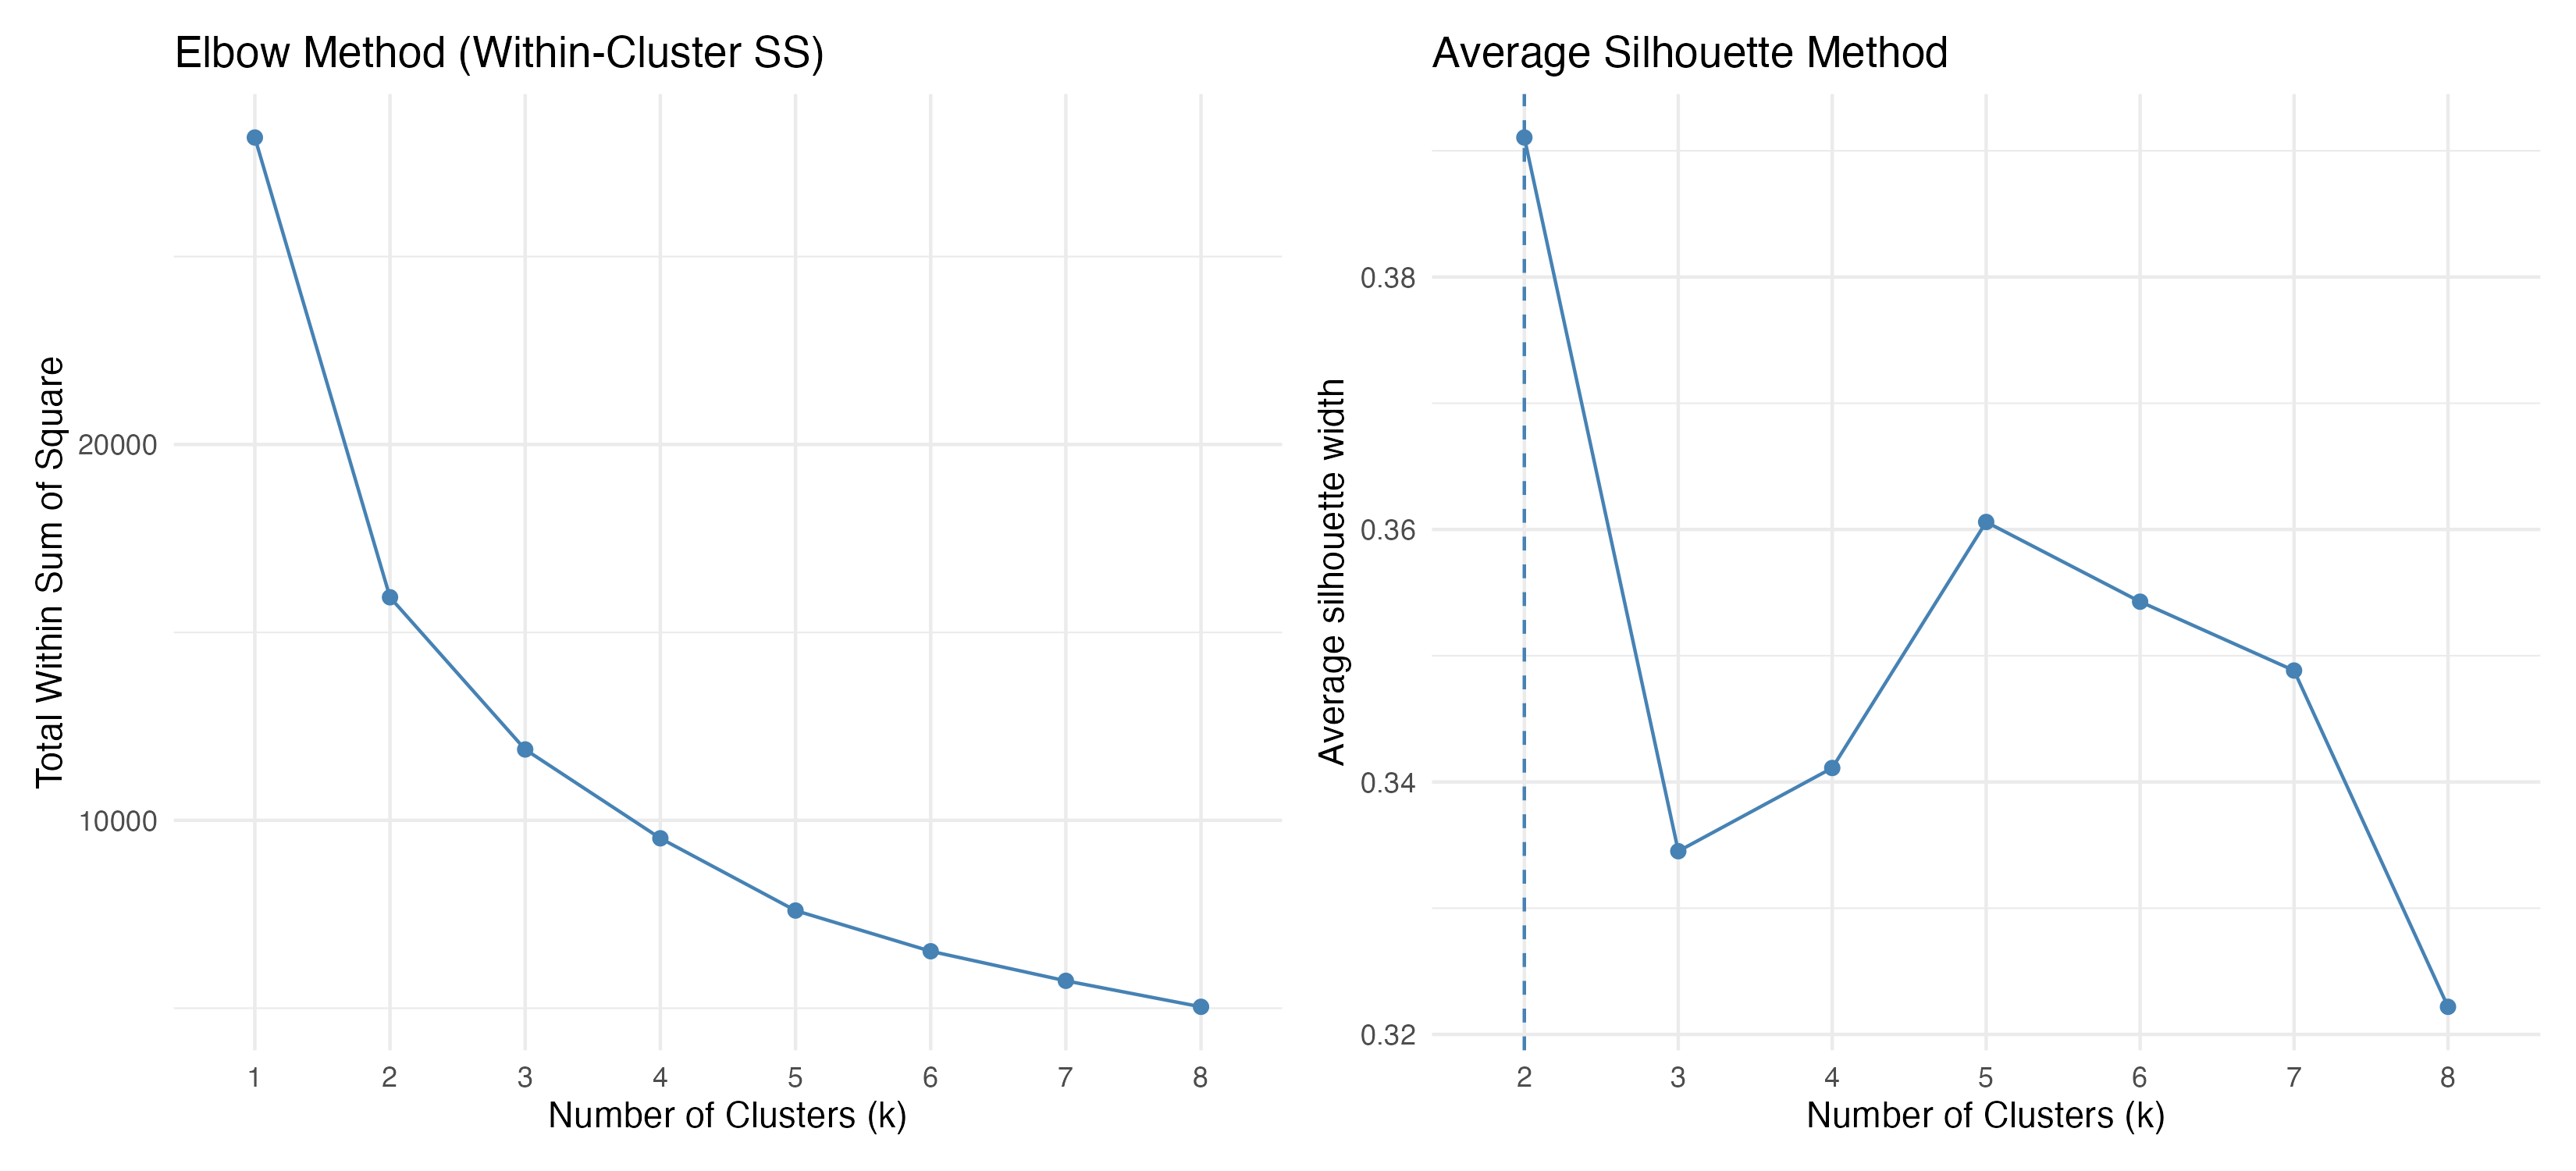 Elbow Method (Within-Cluster SS)
Total Within Sum of Square
20000
10000
1 2 3 4 5 6 7 8
Number of Clusters (k)
Average Silhouette Method
Average silhouette width
0.38
0.36
0.34
0.32
2 3 4 5 6 7 8
Number of Clusters (k)